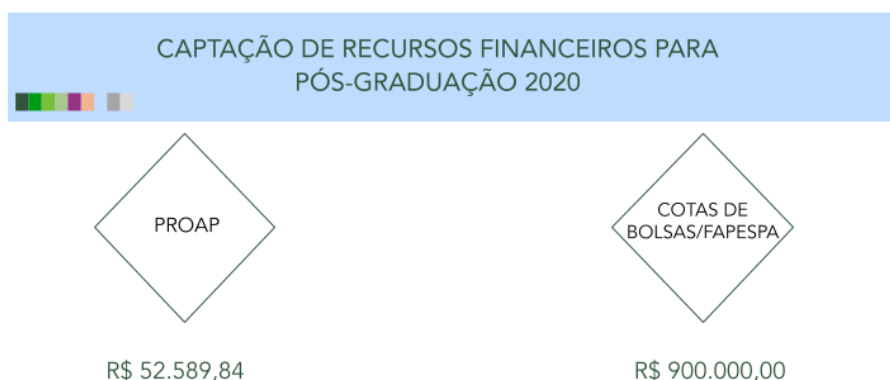 CAPTAÇÃO DE RECURSOS FINANCEIROS PARA
PÓS-GRADUAÇÃO 2020
PROAP
COTAS DE
BOLSAS/FAPESPA
R$ 52.589,84
R$ 900.000,00